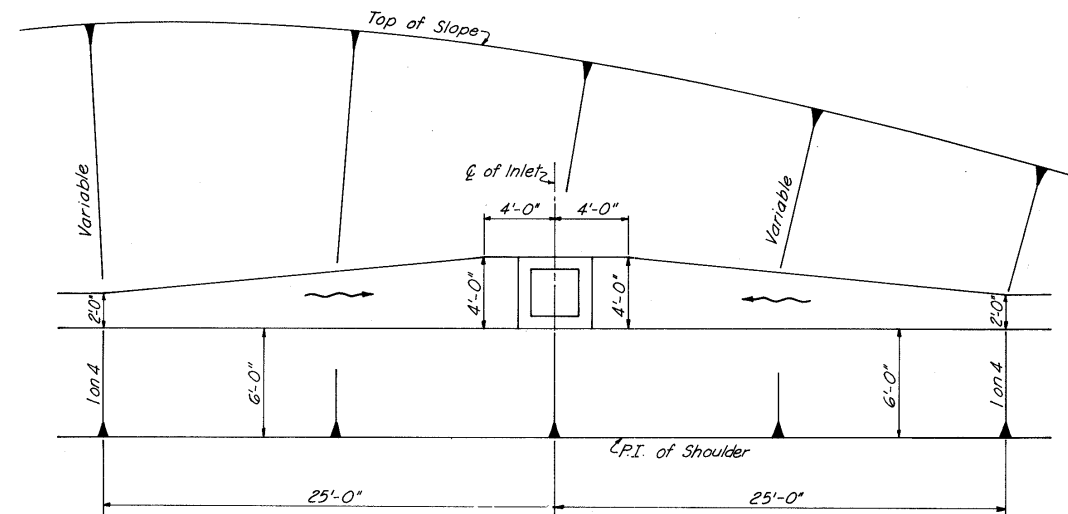 Top of Slope
Variable
℄ of Inlet
4'-0" 4'-0"
Variable
4'-0"
4'-0"
2'-0"
2'-0"
1 on 4
6'-0"
6'-0"
1 on 4
P.I. of Shoulder
25'-0" 25'-0"